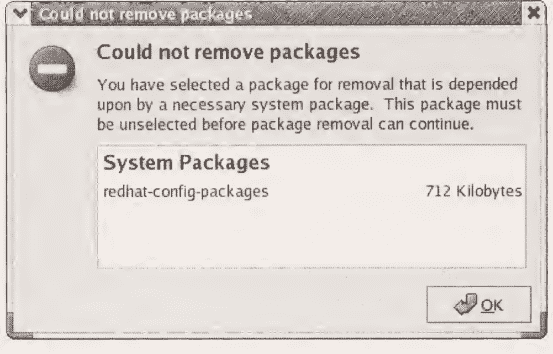 Could not remove packages
Could not remove packages
You have selected a package for removal that is depended
upon by a necessary system package. This package must
be unselected before package removal can continue.
System Packages
redhat-config-packages 712 Kilobytes
OK